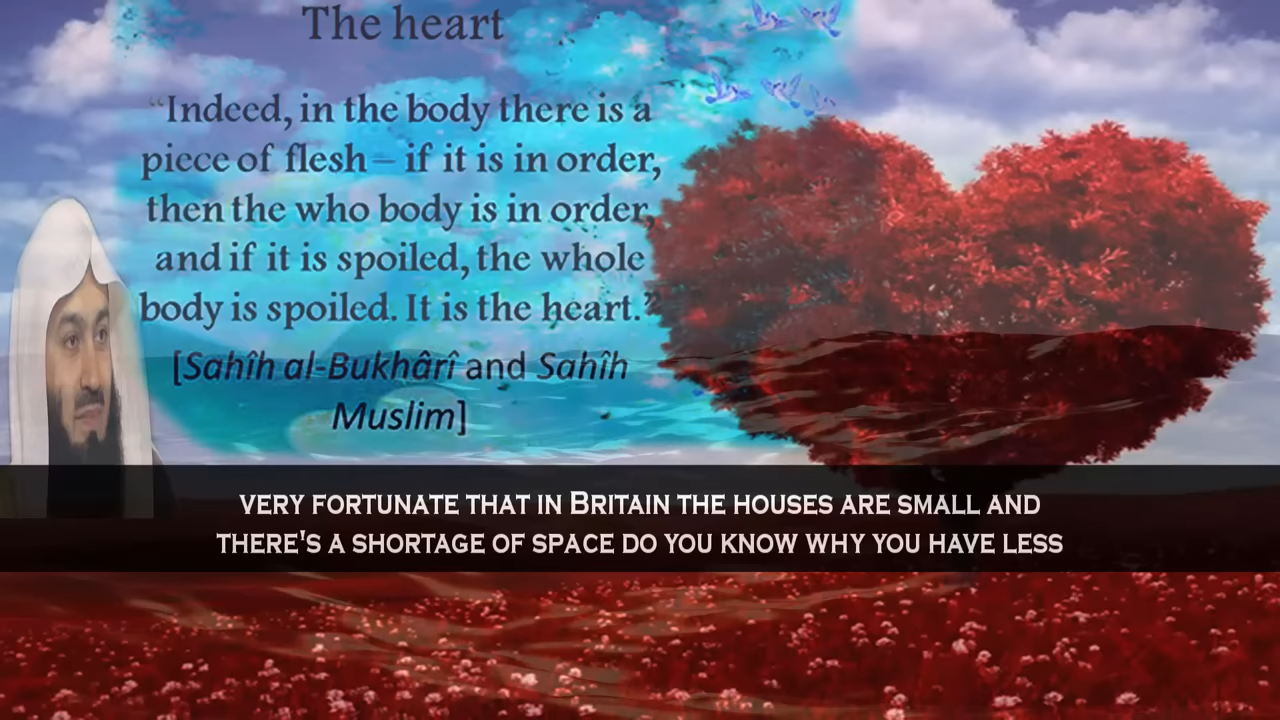 The heart
“Indeed, in the body there is a
piece of flesh – if it is in order,
then the who body is in order,
and if it is spoiled, the whole
body is spoiled. It is the heart.”
[Sahîh al-Bukhârî and Sahîh
Muslim]
VERY FORTUNATE THAT IN BRITAIN THE HOUSES ARE SMALL AND
THERE'S A SHORTAGE OF SPACE DO YOU KNOW WHY YOU HAVE LESS